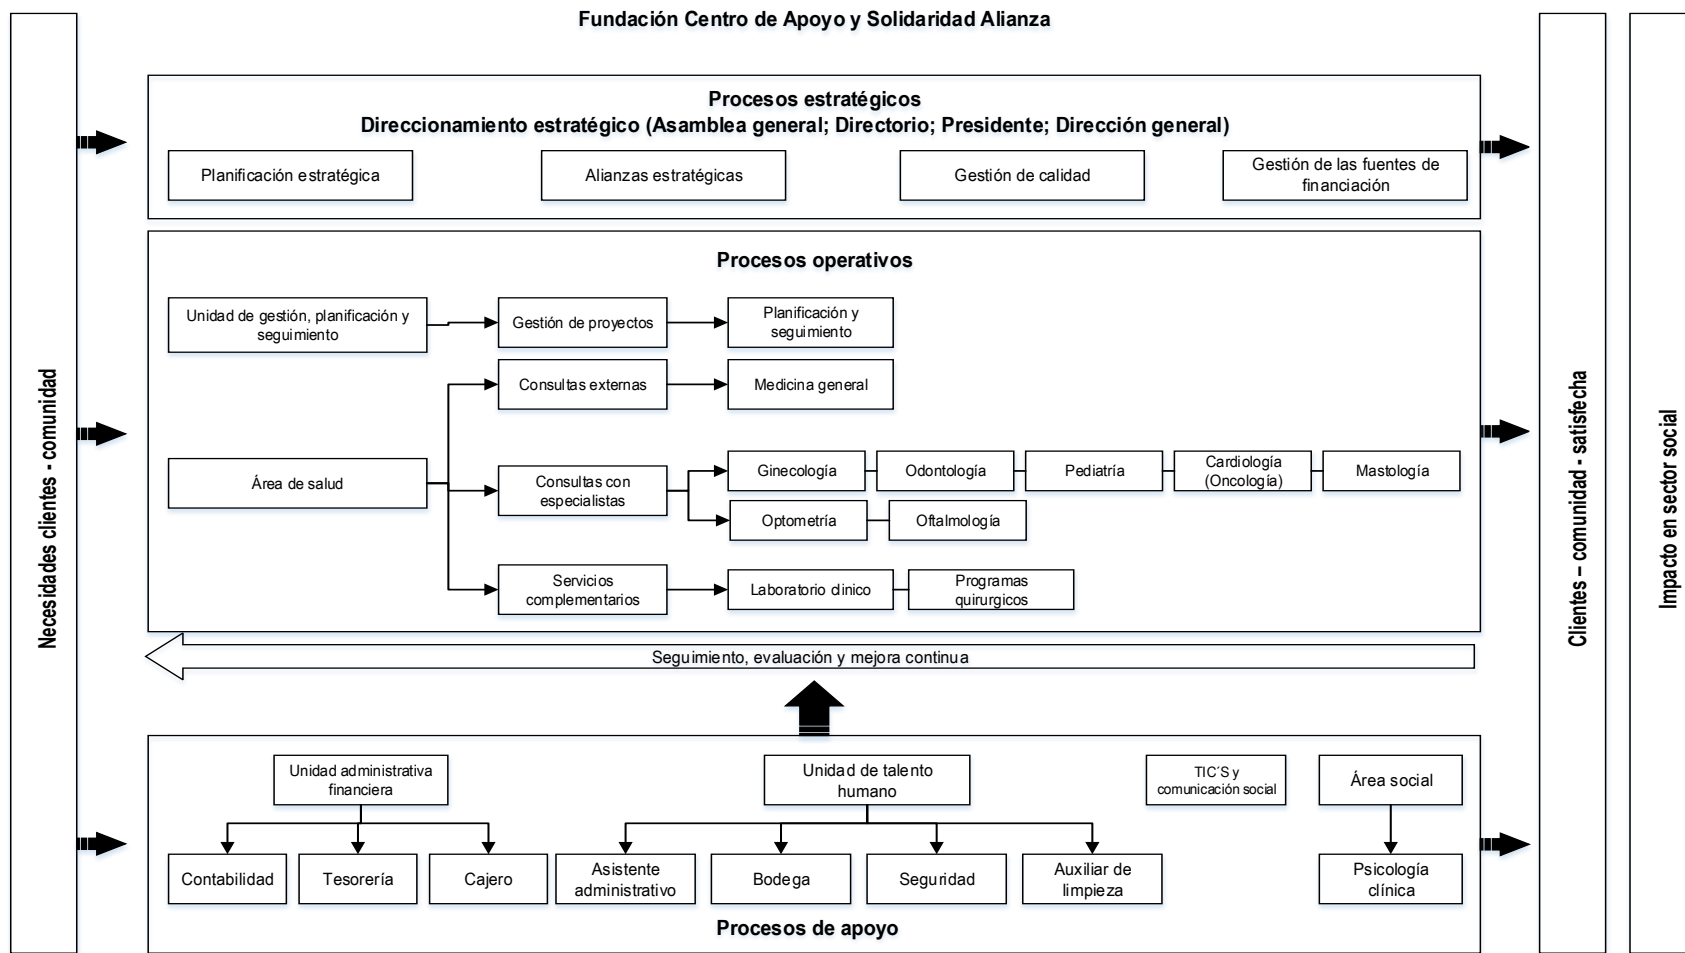 Fundación Centro de Apoyo y Solidaridad Alianza
Necesidades clientes - comunidad
Procesos estratégicos
Direccionamiento estratégico (Asamblea general; Directorio; Presidente; Dirección general)
Planificación estratégica
Alianzas estratégicas
Gestión de calidad
Gestión de las fuentes de
financiación
Procesos operativos
Unidad de gestión, planificación y
seguimiento
Gestión de proyectos
Planificación y
seguimiento
Consultas externas
Medicina general
Área de salud
Consultas con
especialistas
Ginecología
Odontología
Pediatría
Cardiología
(Oncología)
Mastología
Optometría
Oftalmología
Servicios
complementarios
Laboratorio clinico
Programas
quirurgicos
Seguimiento, evaluación y mejora continua
Unidad administrativa
financiera
Unidad de talento
humano
TIC´S y
comunicación social
Área social
Contabilidad
Tesorería
Cajero
Asistente
administrativo
Bodega
Seguridad
Auxiliar de
limpieza
Psicología
clínica
Procesos de apoyo
Clientes – comunidad - satisfecha
Impacto en sector social